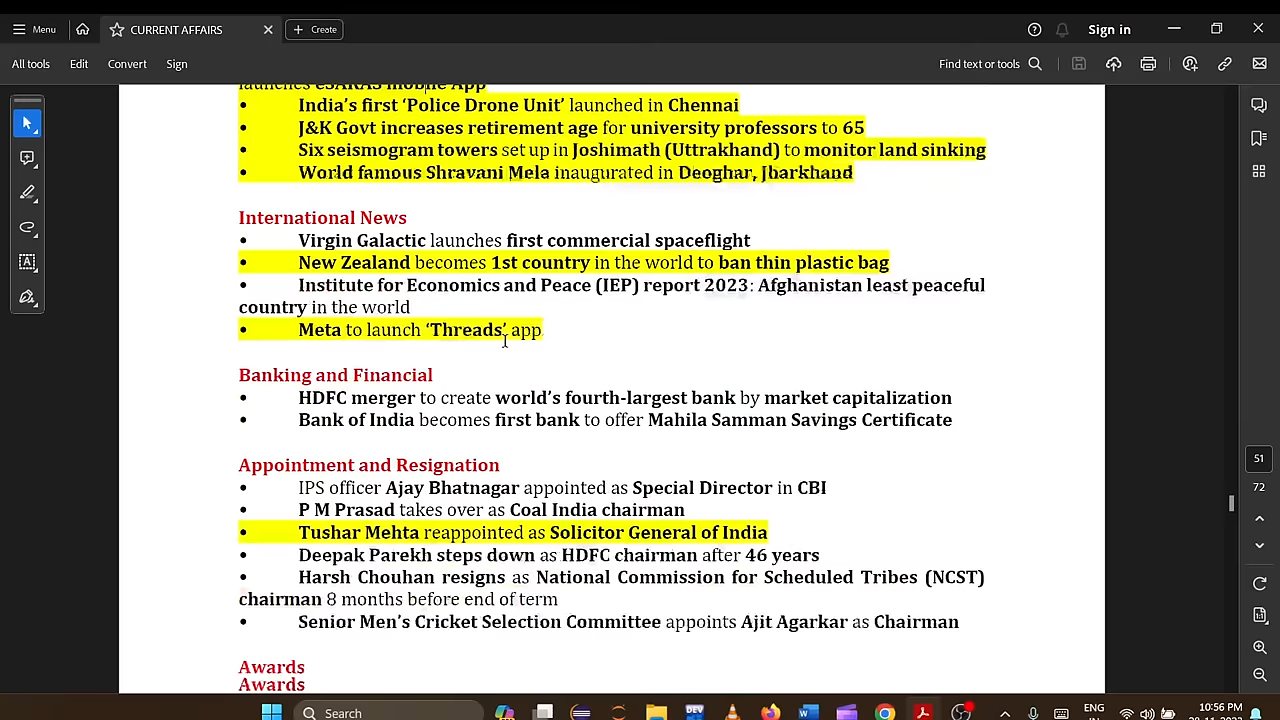 Menu
CURRENT AFFAIRS
Create
Sign in
All tools
Edit
Convert
Sign
Find text or tools
launches eSARAS mobile App
• India's first 'Police Drone Unit' launched in Chennai
• J&K Govt increases retirement age for university professors to 65
• Six seismogram towers set up in Joshimath (Uttrakhand) to monitor land sinking
• World famous Shravani Mela inaugurated in Deoghar, Jharkhand
International News
• Virgin Galactic launches first commercial spaceflight
• New Zealand becomes 1st country in the world to ban thin plastic bag
• Institute for Economics and Peace (IEP) report 2023: Afghanistan least peaceful
country in the world
• Meta to launch 'Threads' app
Banking and Financial
• HDFC merger to create world's fourth-largest bank by market capitalization
• Bank of India becomes first bank to offer Mahila Samman Savings Certificate
Appointment and Resignation
• IPS officer Ajay Bhatnagar appointed as Special Director in CBI
• P M Prasad takes over as Coal India chairman
• Tushar Mehta reappointed as Solicitor General of India
• Deepak Parekh steps down as HDFC chairman after 46 years
• Harsh Chouhan resigns as National Commission for Scheduled Tribes (NCST)
chairman 8 months before end of term
• Senior Men's Cricket Selection Committee appoints Ajit Agarkar as Chairman
Awards
Awards
51
72
Search
DEV
ENG
IN
10:56 PM